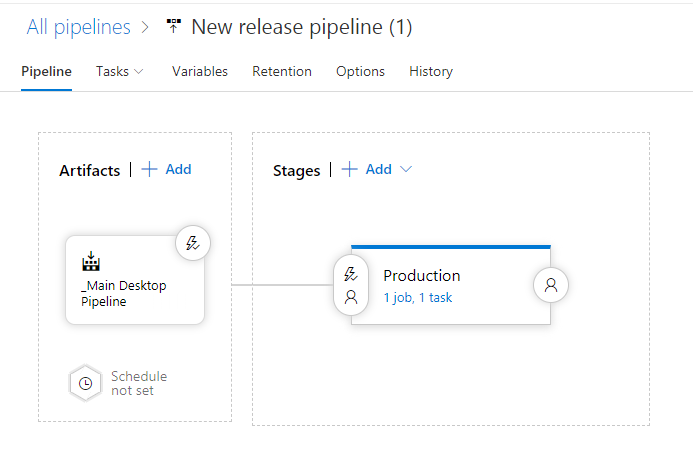 All pipelines > New release pipeline (1)
Pipeline Tasks Variables Retention Options History
Artifacts | + Add
Stages | + Add
_Main Desktop
Pipeline
Production
1 job, 1 task
Schedule
not set